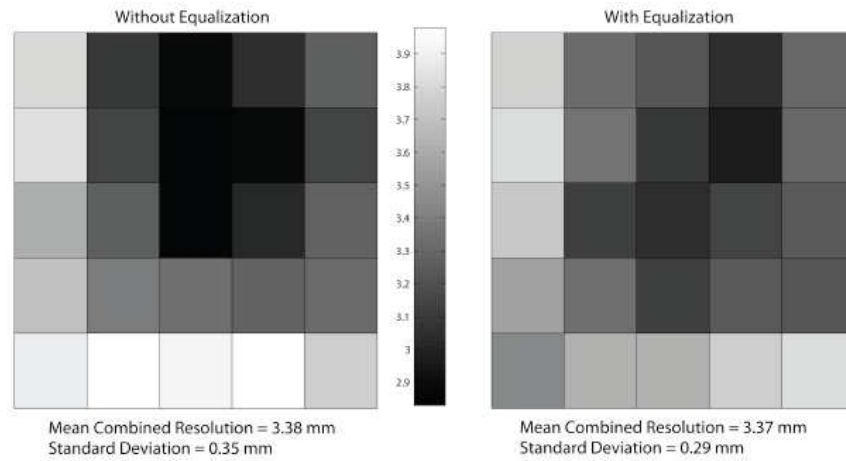 Without Equalization
With Equalization
3.9
3.8
3.7
3.6
3.5
3.4
3.3
3.2
3.1
3
2.9
Mean Combined Resolution = 3.38 mm
Standard Deviation = 0.35 mm
Mean Combined Resolution = 3.37 mm
Standard Deviation = 0.29 mm